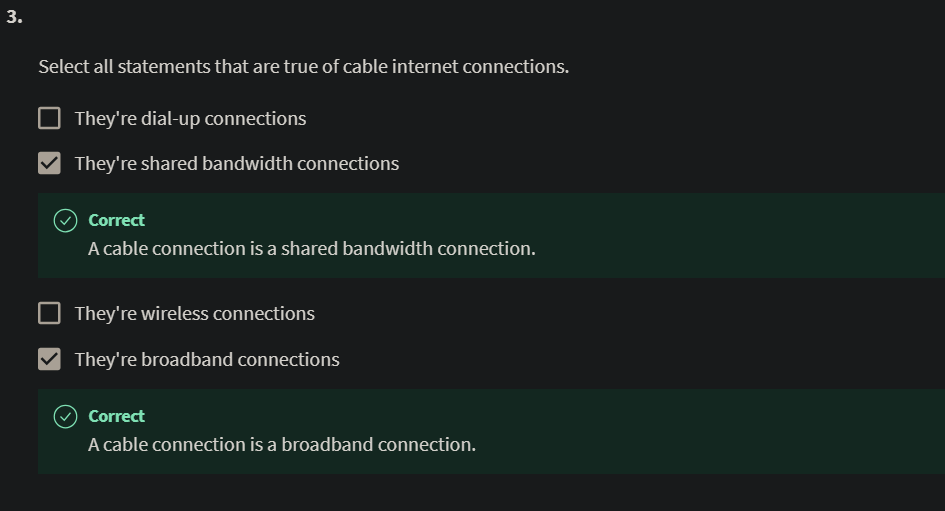 3.
Select all statements that are true of cable internet connections.
They're dial-up connections
They're shared bandwidth connections
Correct
A cable connection is a shared bandwidth connection.
They're wireless connections
They're broadband connections
Correct
A cable connection is a broadband connection.